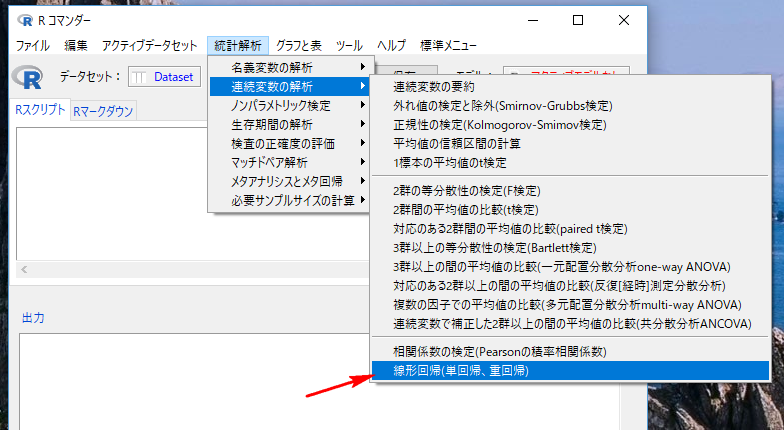 R コマンダー
ファイル 編集 アクティブデータセット 統計解析 グラフと表 ツール ヘルプ 標準メニュー
データセット： Dataset
Rスクリプト Rマークダウン
名義変数の解析
連続変数の解析
ノンパラメトリック検定
生存期間の解析
検査の正確度の評価
マッチドペア解析
メタアナリシスとメタ回帰
必要サンプルサイズの計算
連続変数の要約
外れ値の検定と除外(Smirnov-Grubbs検定)
正規性の検定(Kolmogorov-Smimov検定)
平均値の信頼区間の計算
1標本の平均値のt検定
2群の等分散性の検定(F検定)
2群間の平均値の比較(t検定)
対応のある2群間の平均値の比較(paired t検定)
3群以上の等分散性の検定(Bartlett検定)
3群以上の間の平均値の比較(一元配置分散分析one-way ANOVA)
対応のある2群以上の間の平均値の比較(反復[経時]測定分散分析)
複数の因子での平均値の比較(多元配置分散分析multi-way ANOVA)
連続変数で補正した2群以上の間の平均値の比較(共分散分析ANCOVA)
相関係数の検定(Pearsonの積率相関係数)
線形回帰(単回帰、重回帰)
出力